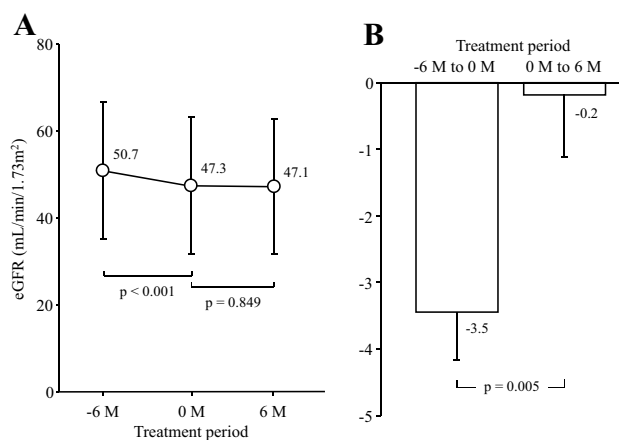 A
80
60
40
20
0
eGFR (mL/min/1.73m²)
50.7
47.3
47.1
p < 0.001
p = 0.849
-6 M
0 M
6 M
Treatment period
B
Treatment period
-6 M to 0 M
0 M to 6 M
0
-1
-2
-3
-4
-5
-0.2
-3.5
p = 0.005